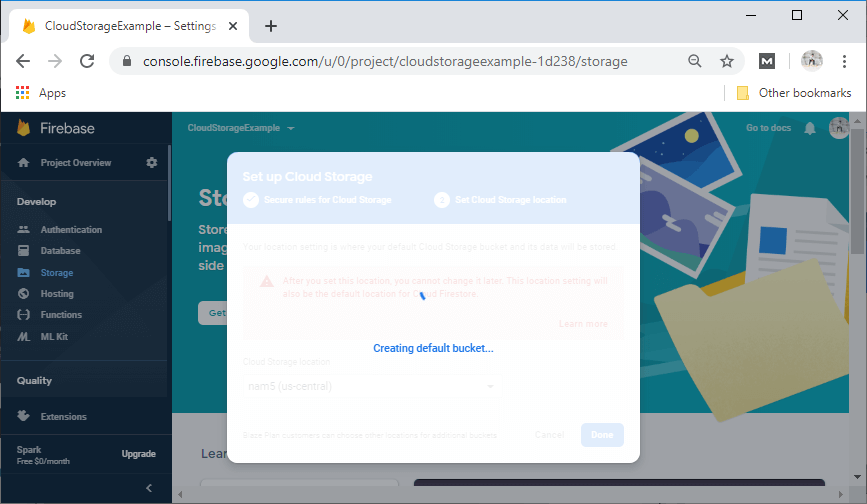 CloudStorageExample – Settings
console.firebase.google.com/u/0/project/cloudstorageexample-1d238/storage
M
Apps
Other bookmarks
Firebase
CloudStorageExample
Go to docs
Project Overview
Develop
Authentication
Database
Storage
Hosting
Functions
ML Kit
Quality
Extensions
Spark
Free $0/month
Upgrade
Set up Cloud Storage
Secure rules for Cloud Storage
2 Set Cloud Storage location
Your location setting is where your default Cloud Storage bucket and its data will be stored.
After you set this location, you cannot change it later. This location setting will
also be the default location for Cloud Firestore.
Learn more
Creating default bucket...
Cloud Storage location
nam5 (us-central)
Blaze Plan customers can choose other locations for additional buckets
Cancel
Done
Store
imag
side
Get
Lear